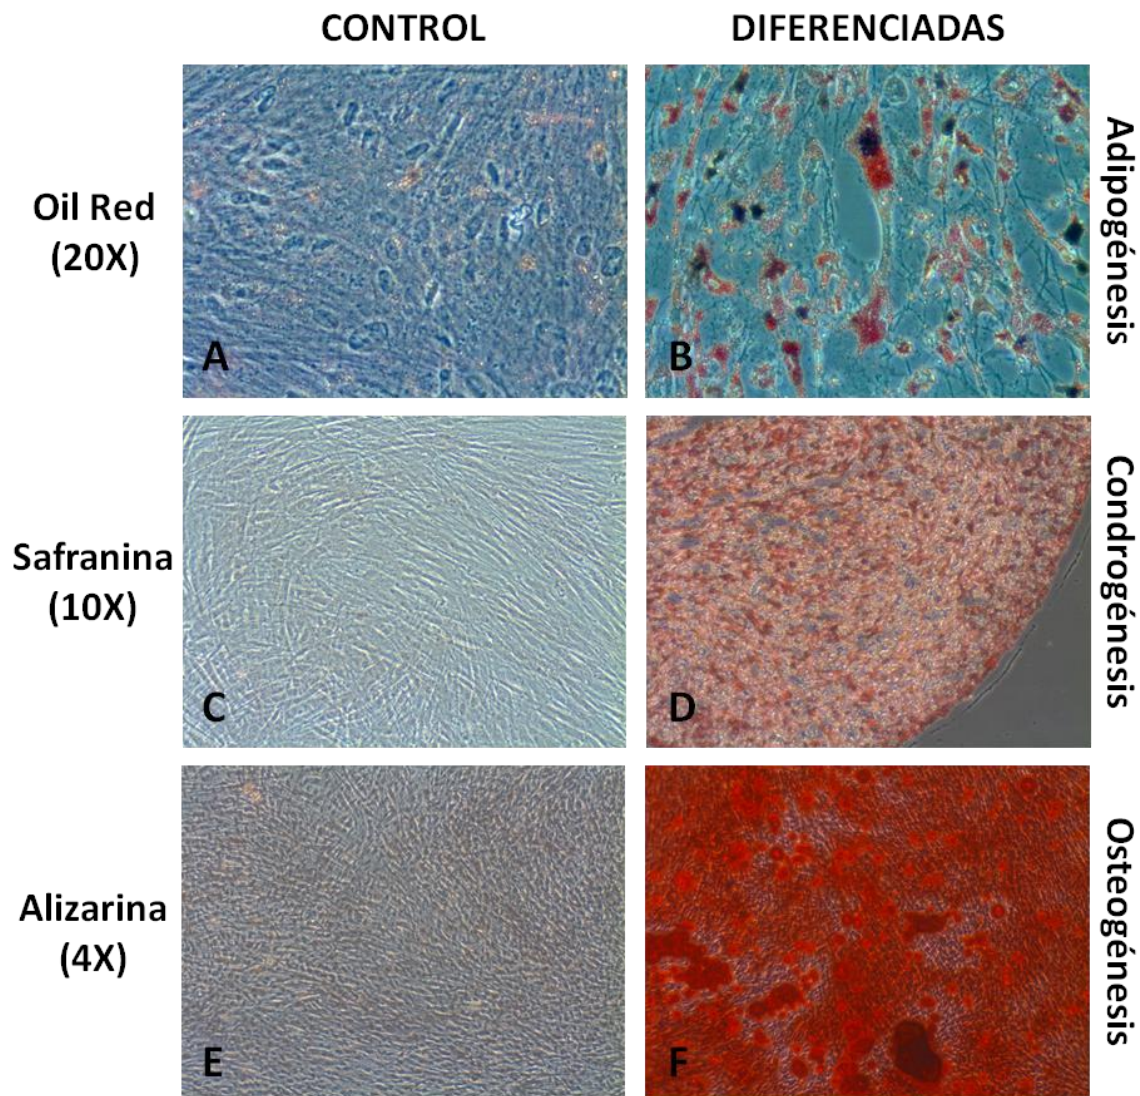 CONTROL
DIFERENCIADAS
Oil Red
(20X)
A
B
Adipogénesis
Safranina
(10X)
C
D
Condrogénesis
Alizarina
(4X)
E
F
Osteogénesis